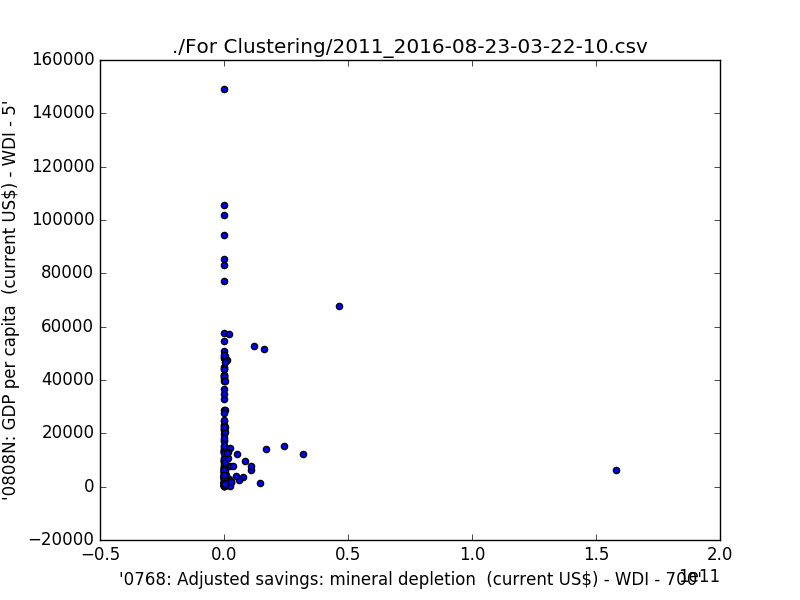 ./For Clustering/2011_2016-08-23-03-22-10.csv
160000
140000
120000
100000
80000
60000
40000
20000
0
−20000
'0808N: GDP per capita  (current US$) - WDI - 5'
−0.5 0.0 0.5 1.0 1.5 2.0
1e11
'0768: Adjusted savings: mineral depletion  (current US$) - WDI - 700'